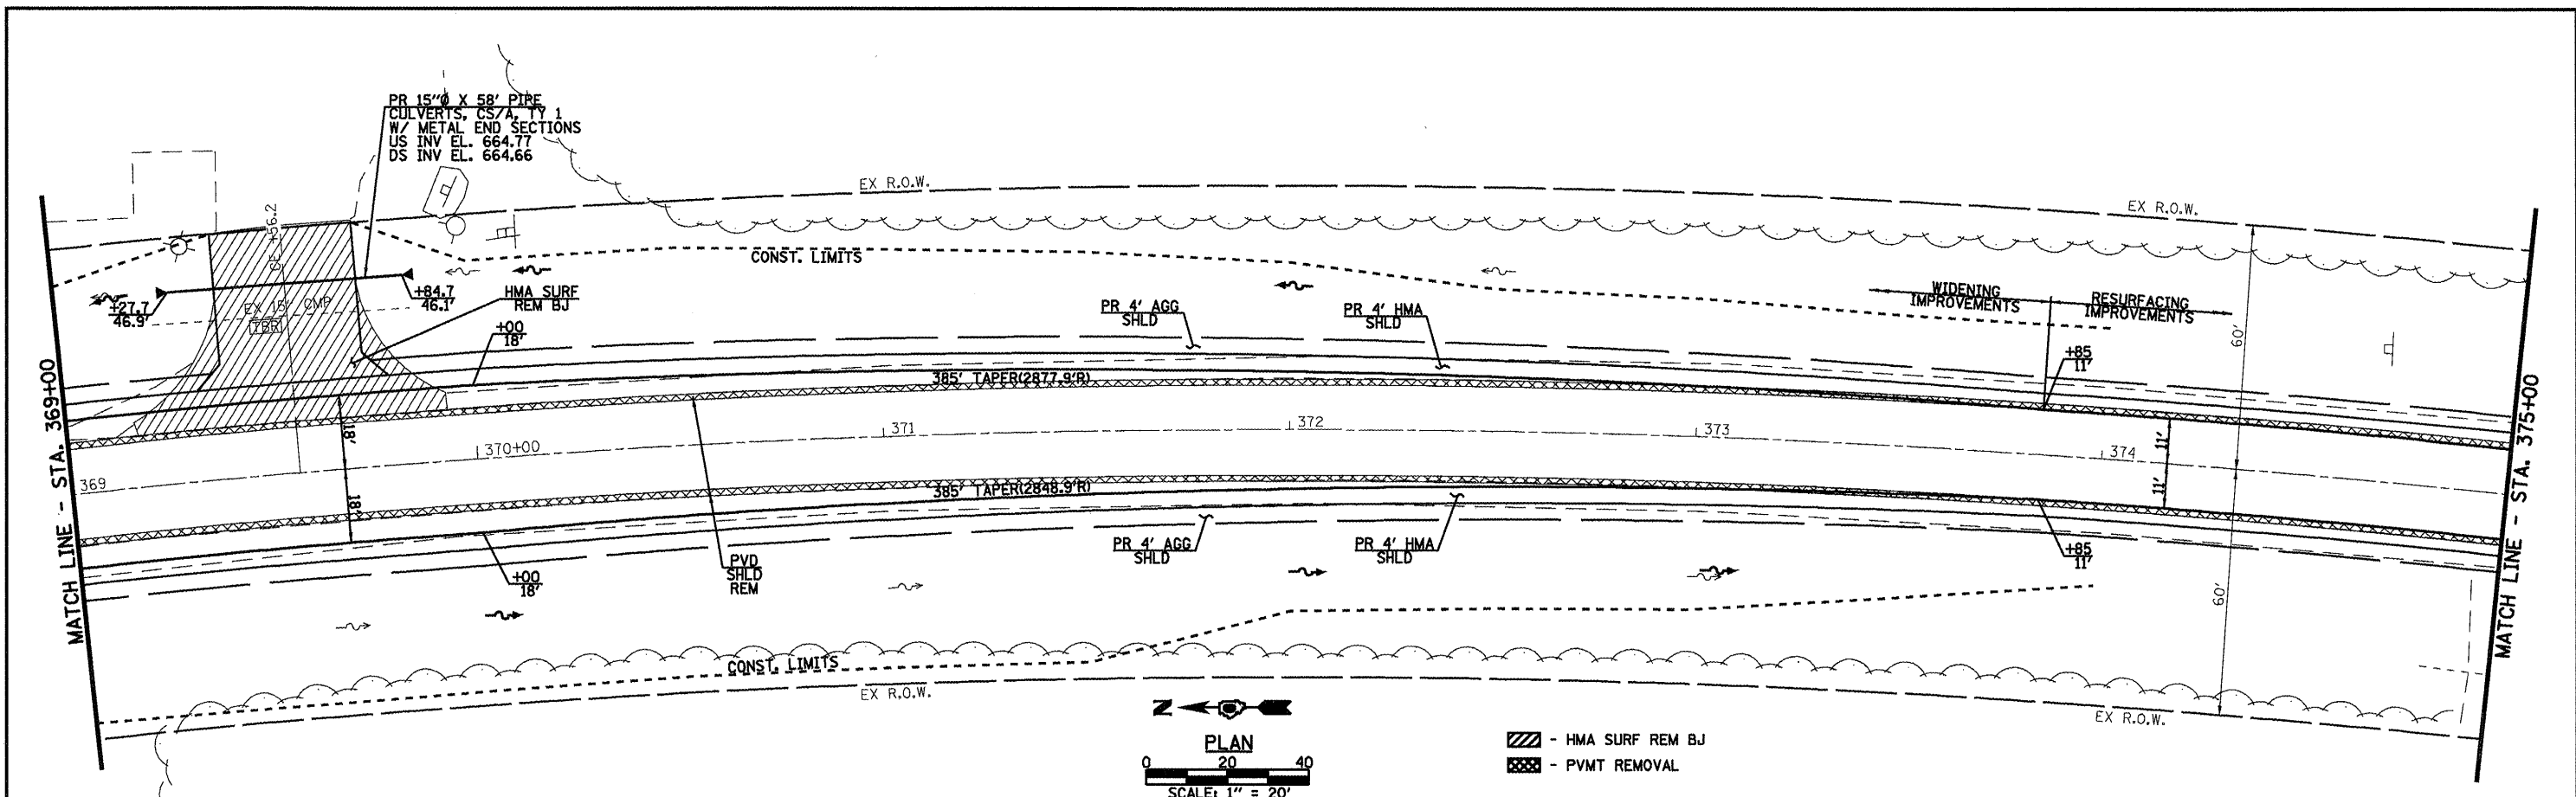 PR 15"Ø X 58' PIPE
CULVERTS, CS/A, TY 1
W/ METAL END SECTIONS
US INV EL. 664.77
DS INV EL. 664.66
EX R.O.W.
EX R.O.W.
CE +56.2
CONST. LIMITS
+27.7
46.9'
+84.7
46.1'
EX 15" CMP
TBR
HMA SURF
REM BJ
+00
18'
PR 4' AGG
SHLD
PR 4' HMA
SHLD
WIDENING
IMPROVEMENTS
RESURFACING
IMPROVEMENTS
60'
+85
11'
MATCH LINE - STA. 369+00
MATCH LINE - STA. 375+00
385' TAPER(2877.9'R)
18'
18'
369
370+00
371
372
373
374
11'
11'
385' TAPER(2848.9'R)
+00
18'
PVD
SHLD
REM
PR 4' AGG
SHLD
PR 4' HMA
SHLD
+85
11'
60'
CONST. LIMITS
EX R.O.W.
EX R.O.W.
N
PLAN
0 20 40
SCALE: 1" = 20'
- HMA SURF REM BJ
- PVMT REMOVAL